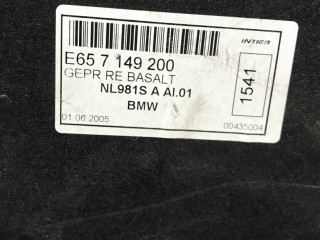 INTIER
E65 7 149 200
GEPR RE BASALT
NL981S A AI.01
BMW
1541
01.06.2005
00435004